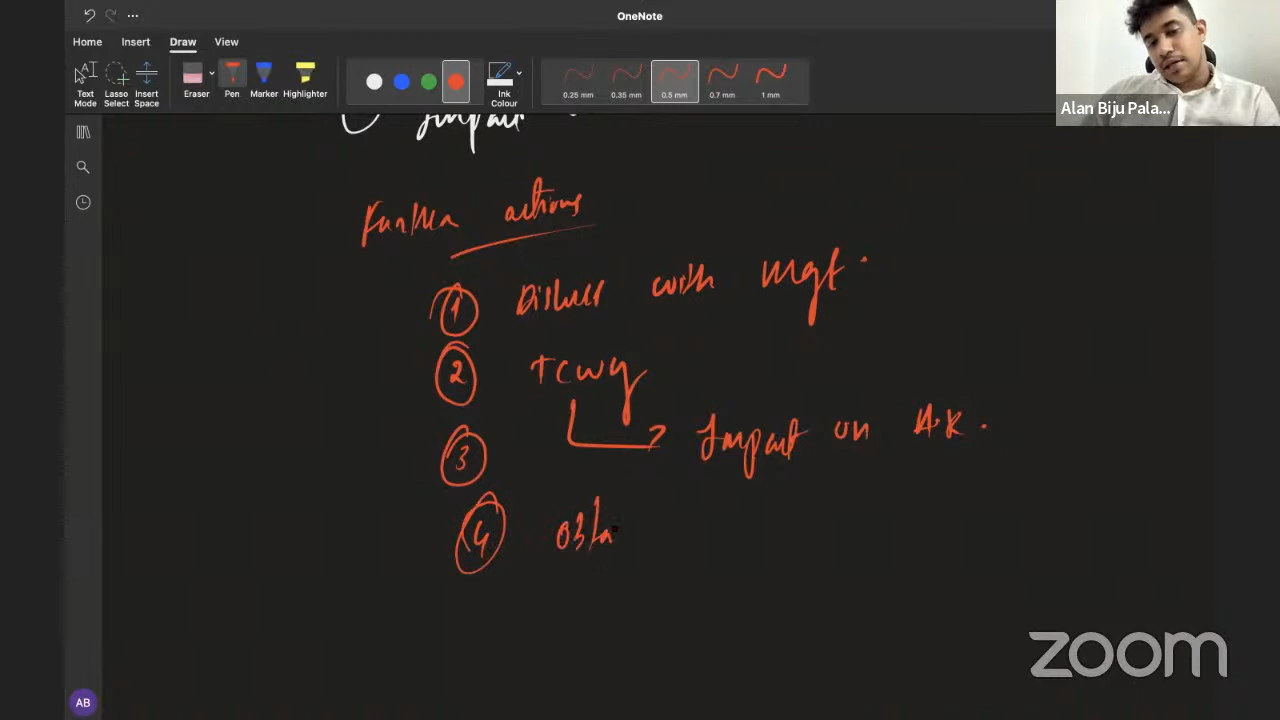 OneNote
Home Insert Draw View
Text Mode Lasso Select Insert Space Eraser Pen Marker Highlighter Ink Colour 0.25 mm 0.35 mm 0.5 mm 0.7 mm 1 mm
Alan Biju Pala...
Impact
Further actions
1 Discuss with mgt.
2 TCWG
Impact on A.R.
3
4 Obta
zoom
AB